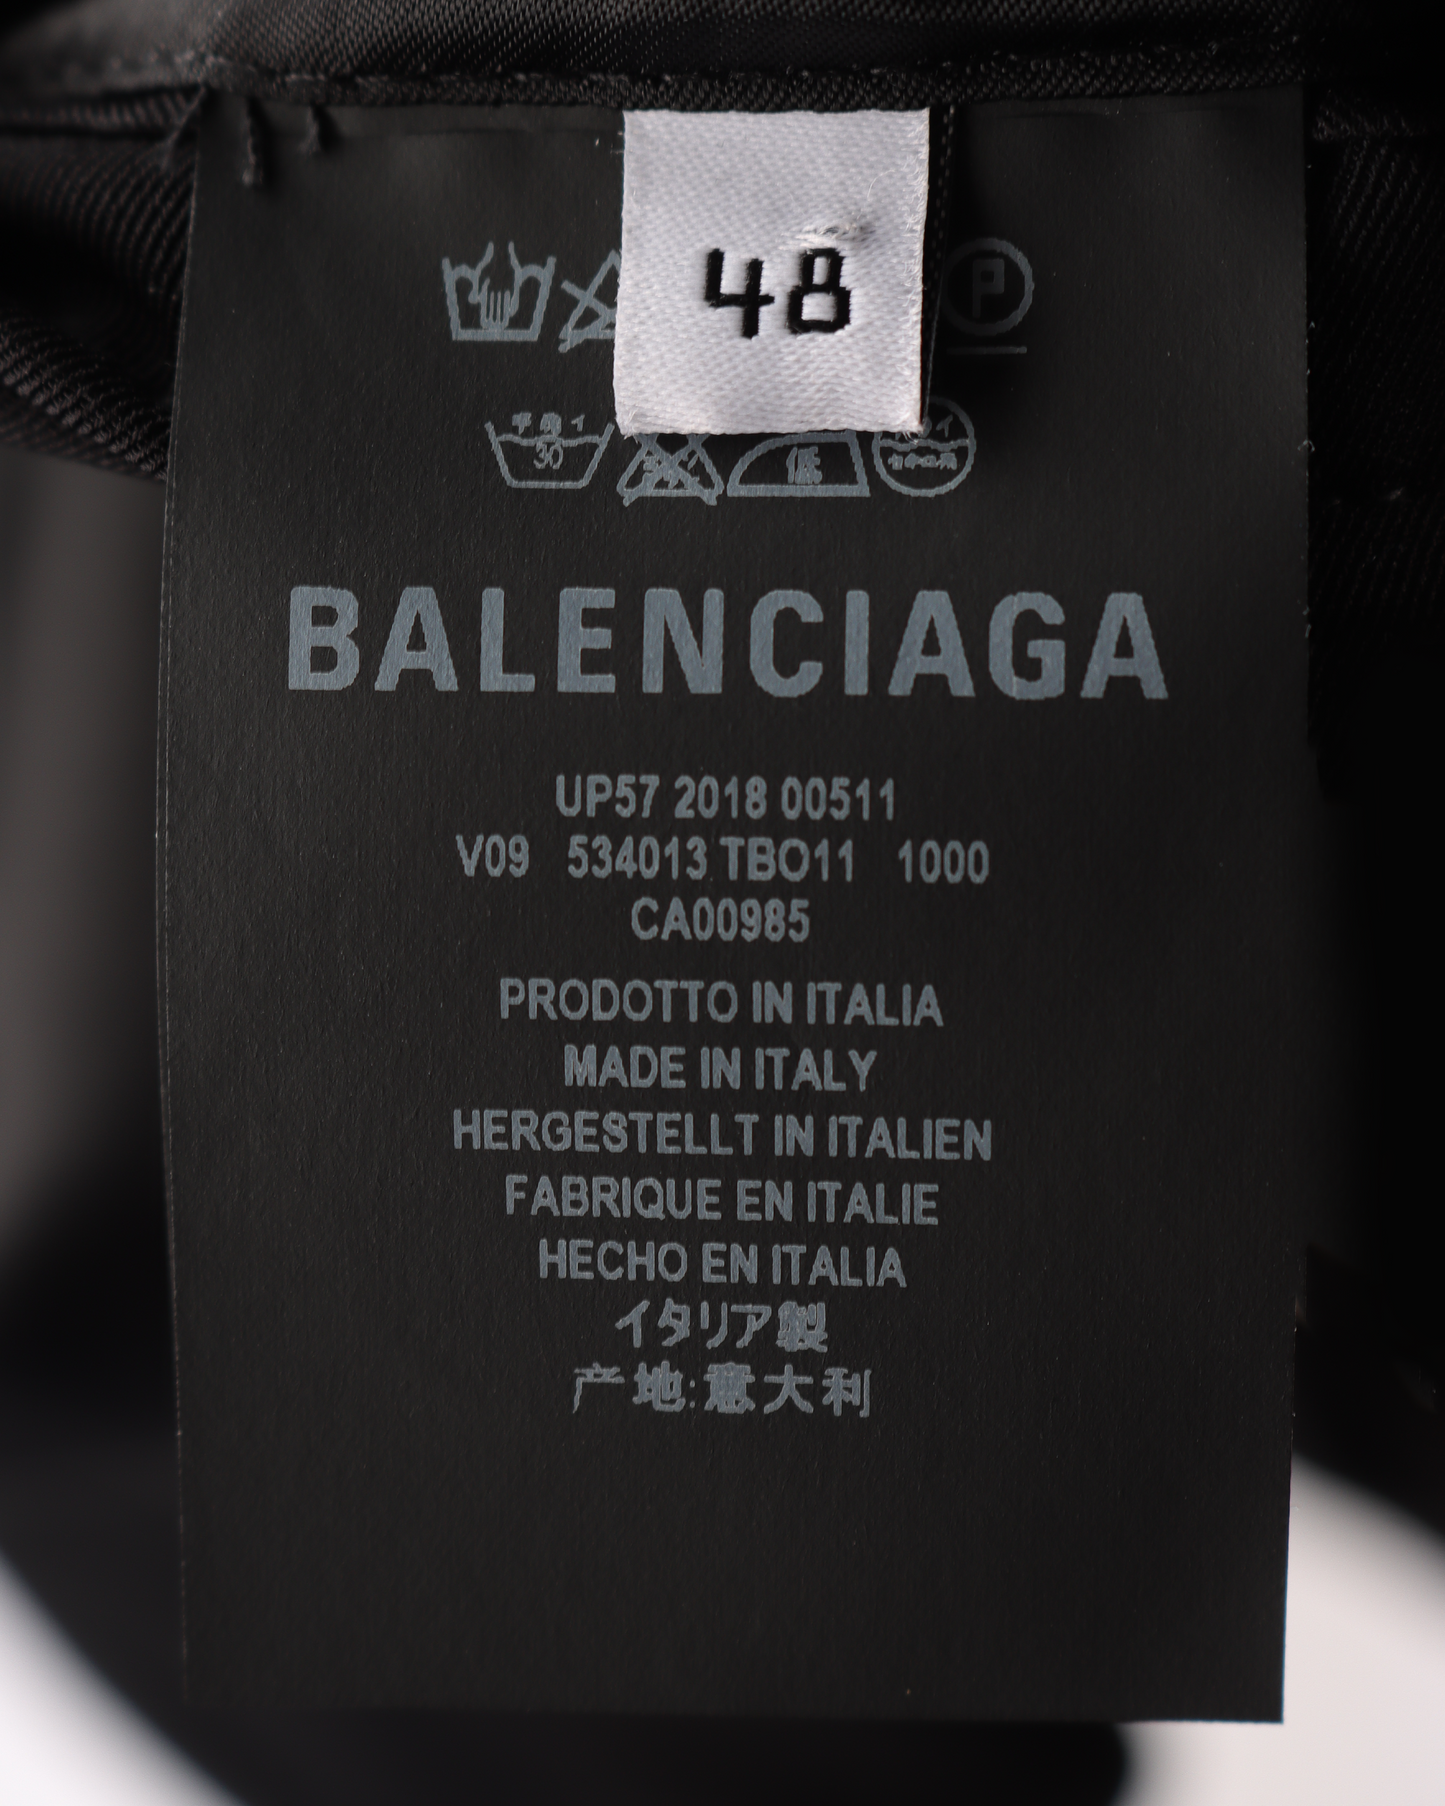 48
P
30
BALENCIAGA
UP57 2018 00511
V09 534013 TBO11 1000
CA00985
PRODOTTO IN ITALIA
MADE IN ITALY
HERGESTELLT IN ITALIEN
FABRIQUE EN ITALIE
HECHO EN ITALIA
イタリア製
产地:意大利